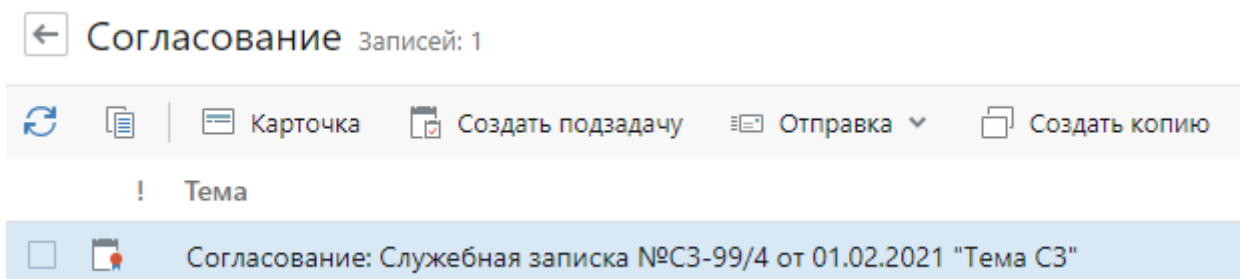 Согласование Записей: 1
Карточка Создать подзадачу Отправка Создать копию
! Тема
Согласование: Служебная записка №СЗ-99/4 от 01.02.2021 "Тема СЗ"